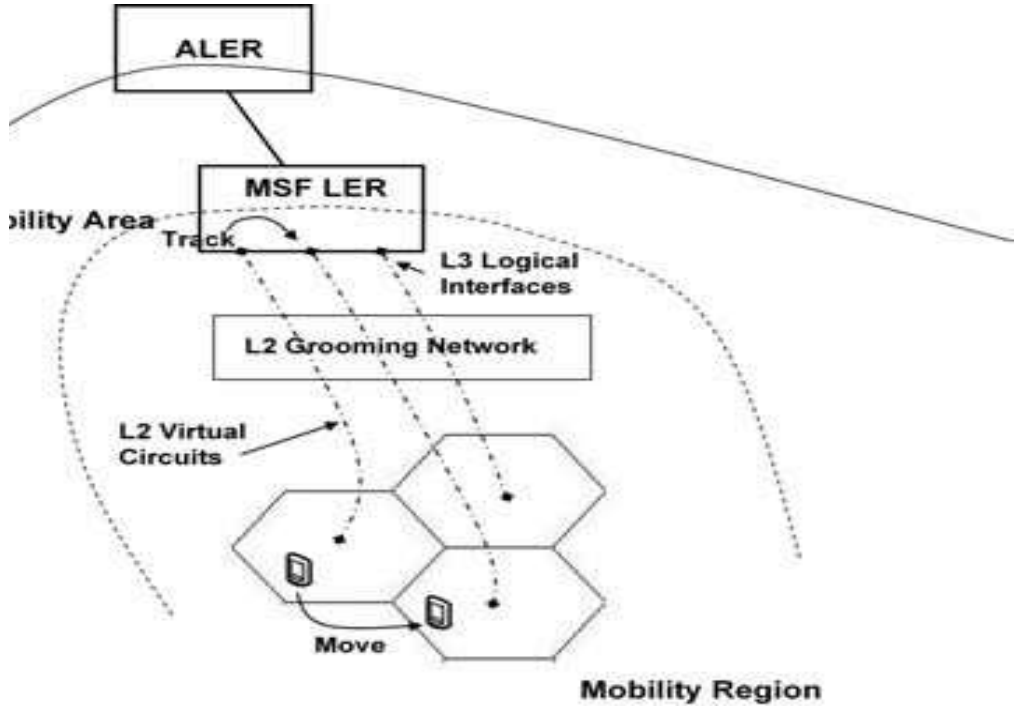 ALER
MSF LER
bility Area
Track
L3 Logical
Interfaces
L2 Grooming Network
L2 Virtual
Circuits
Move
Mobility Region